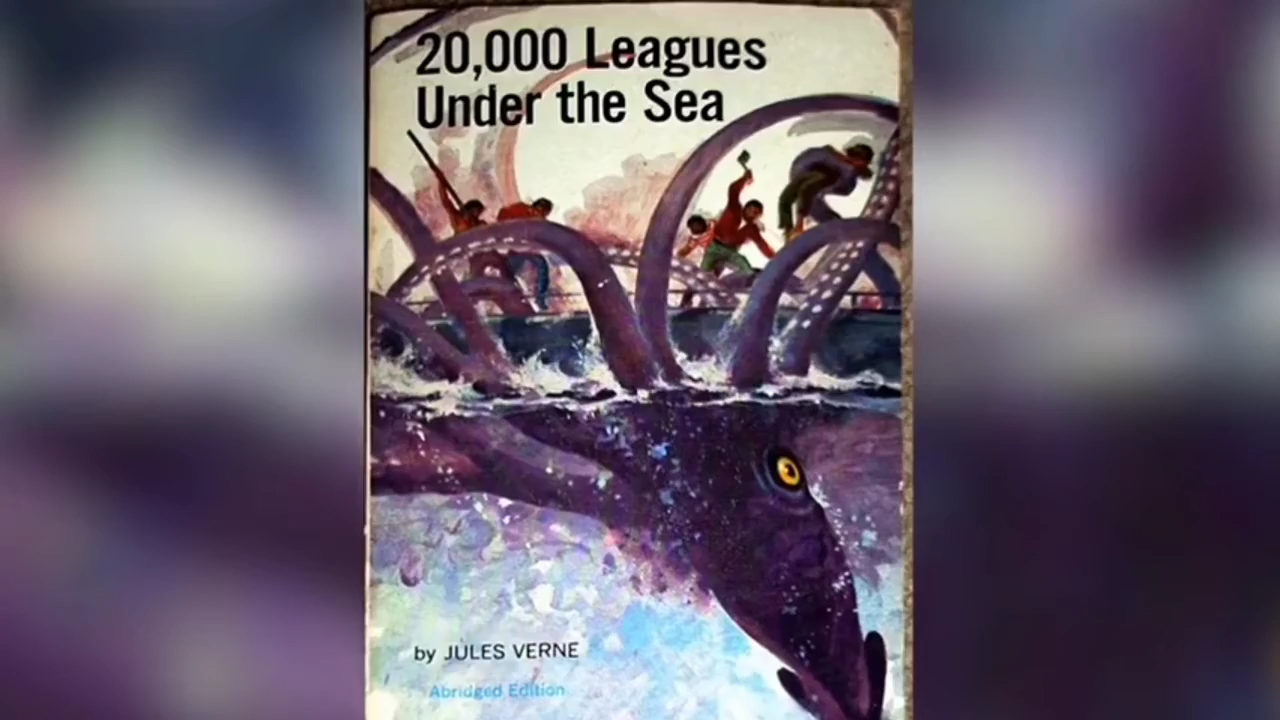 20,000 Leagues
Under the Sea
by JULES VERNE
Abridged Edition